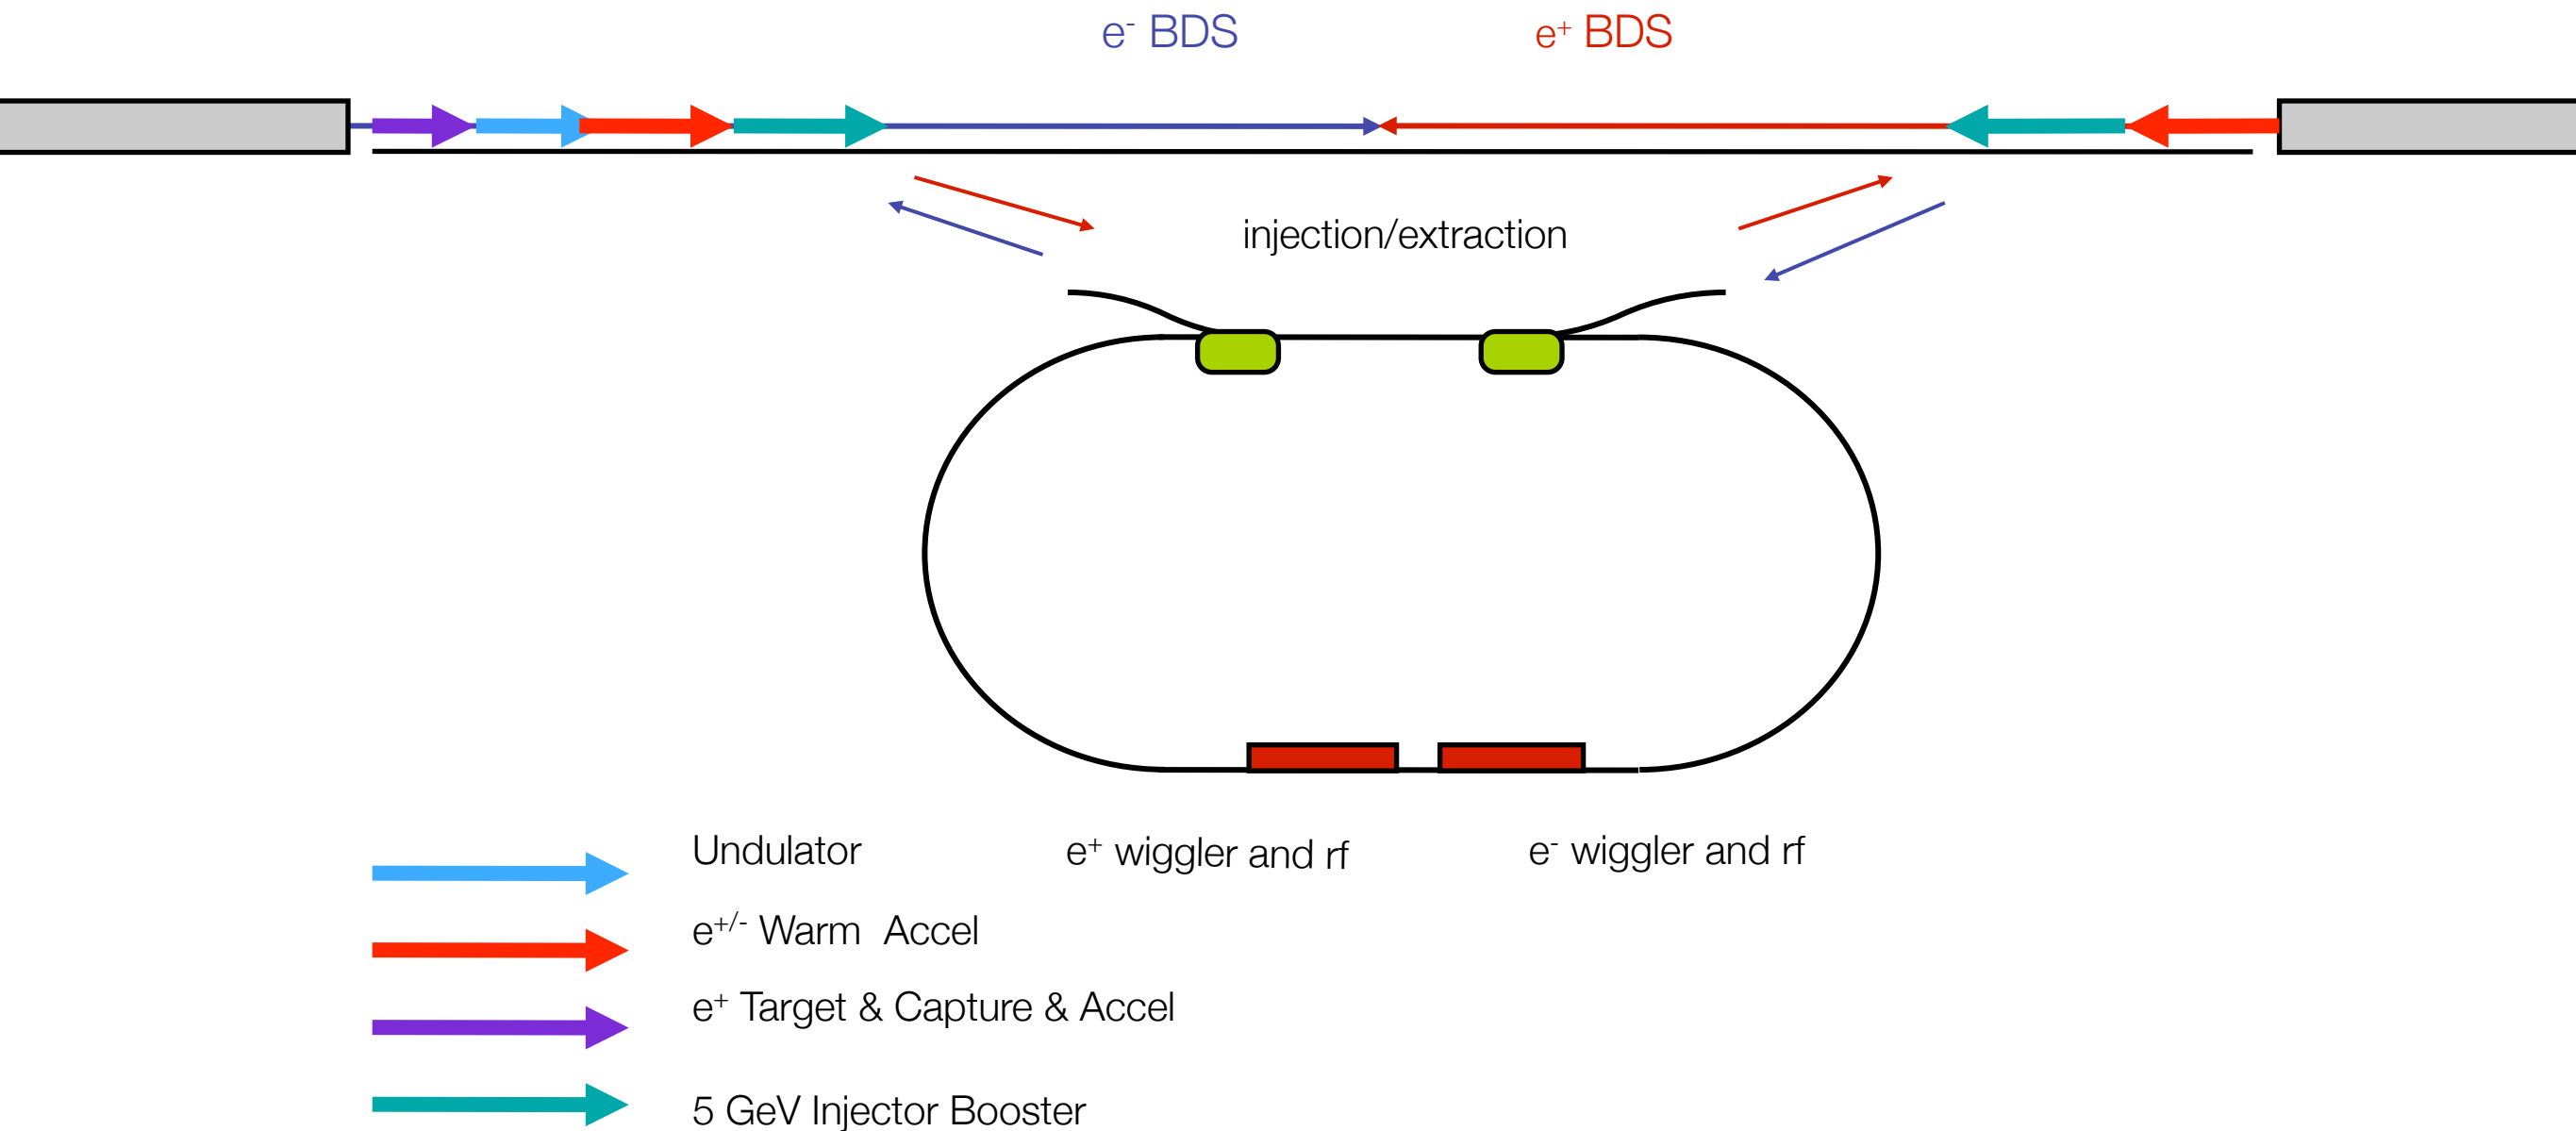 e⁻ BDS e⁺ BDS
injection/extraction
Undulator e⁺ wiggler and rf e⁻ wiggler and rf
e⁺/⁻ Warm Accel
e⁺ Target & Capture & Accel
5 GeV Injector Booster